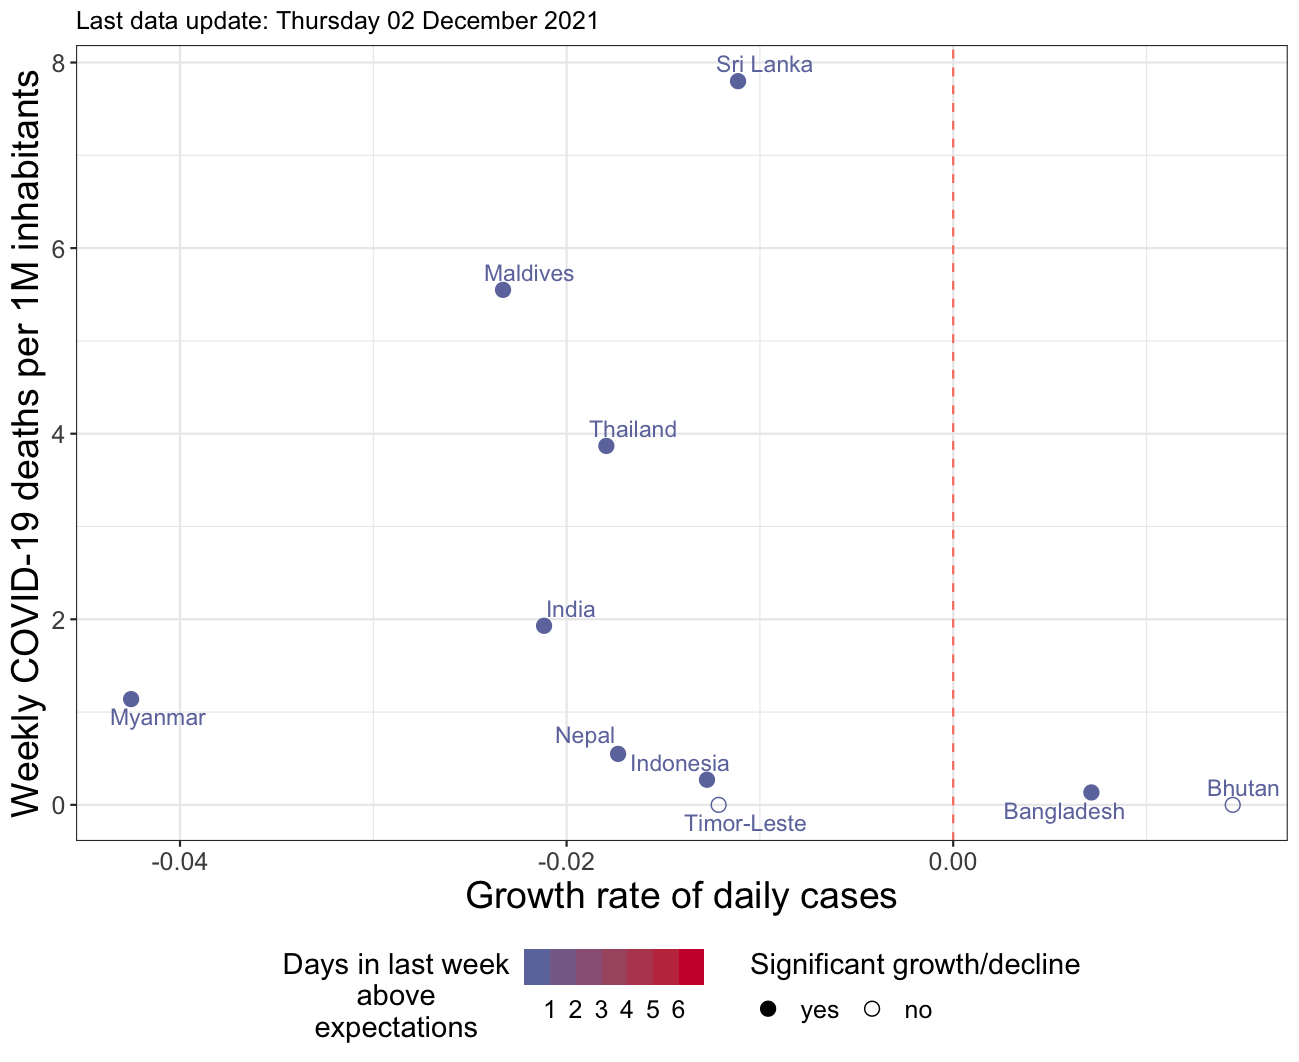 Last data update: Thursday 02 December 2021
Weekly COVID-19 deaths per 1M inhabitants
8
6
4
2
0
Sri Lanka
Maldives
Thailand
India
Myanmar
Nepal
Indonesia
Timor-Leste
Bangladesh
Bhutan
-0.04
-0.02
0.00
Growth rate of daily cases
Days in last week
above
expectations
1 2 3 4 5 6
Significant growth/decline
yes no